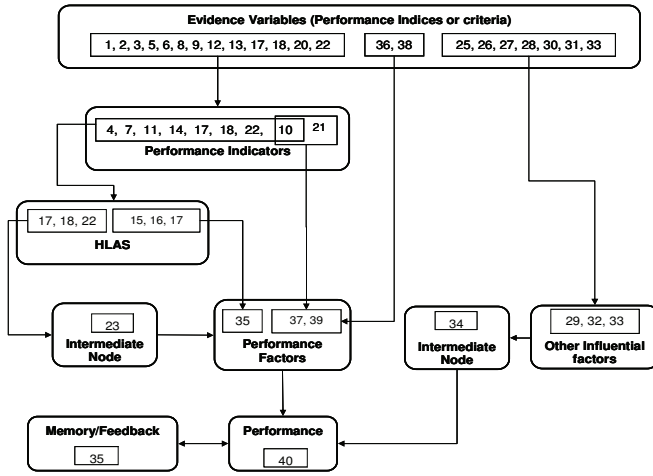 Evidence Variables (Performance Indices or criteria)
1, 2, 3, 5, 6, 8, 9, 12, 13, 17, 18, 20, 22
36, 38
25, 26, 27, 28, 30, 31, 33
4, 7, 11, 14, 17, 18, 22,
10
21
Performance Indicators
17, 18, 22
15, 16, 17
HLAS
23
Intermediate
Node
35
37, 39
Performance
Factors
34
Intermediate
Node
29, 32, 33
Other Influential
factors
Memory/Feedback
35
Performance
40